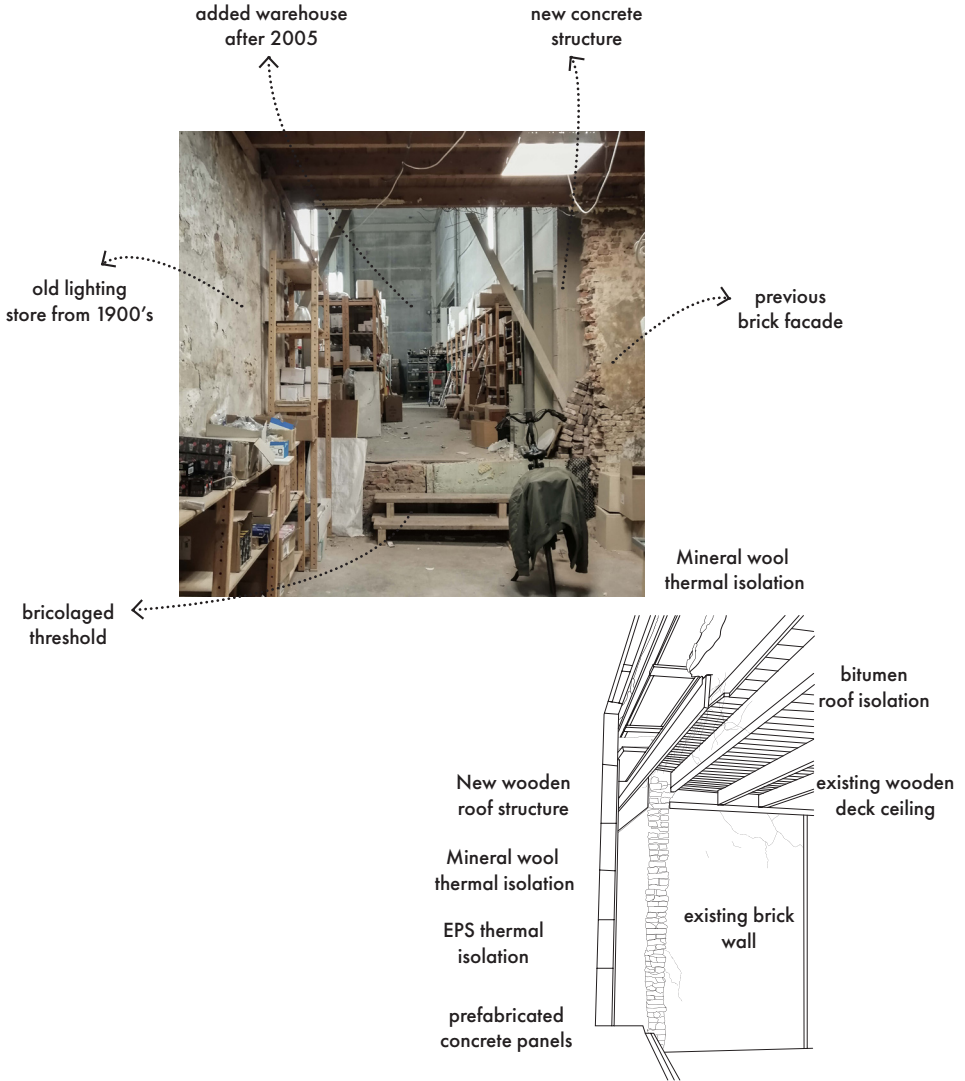 added warehouse
after 2005
new concrete
structure
old lighting
store from 1900's
previous
brick facade
bricolaged
threshold
Mineral wool
thermal isolation
bitumen
roof isolation
New wooden
roof structure
existing wooden
deck ceiling
Mineral wool
thermal isolation
existing brick
wall
EPS thermal
isolation
prefabricated
concrete panels